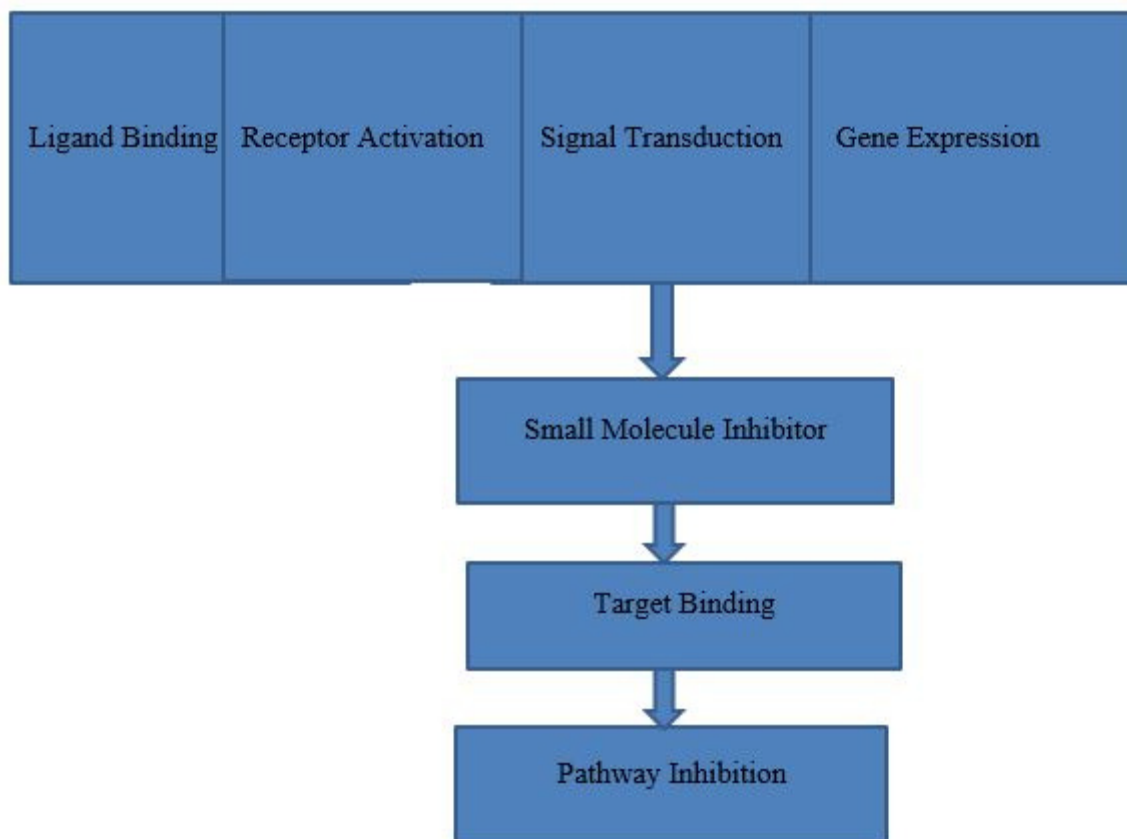 Ligand Binding
Receptor Activation
Signal Transduction
Gene Expression
Small Molecule Inhibitor
Target Binding
Pathway Inhibition